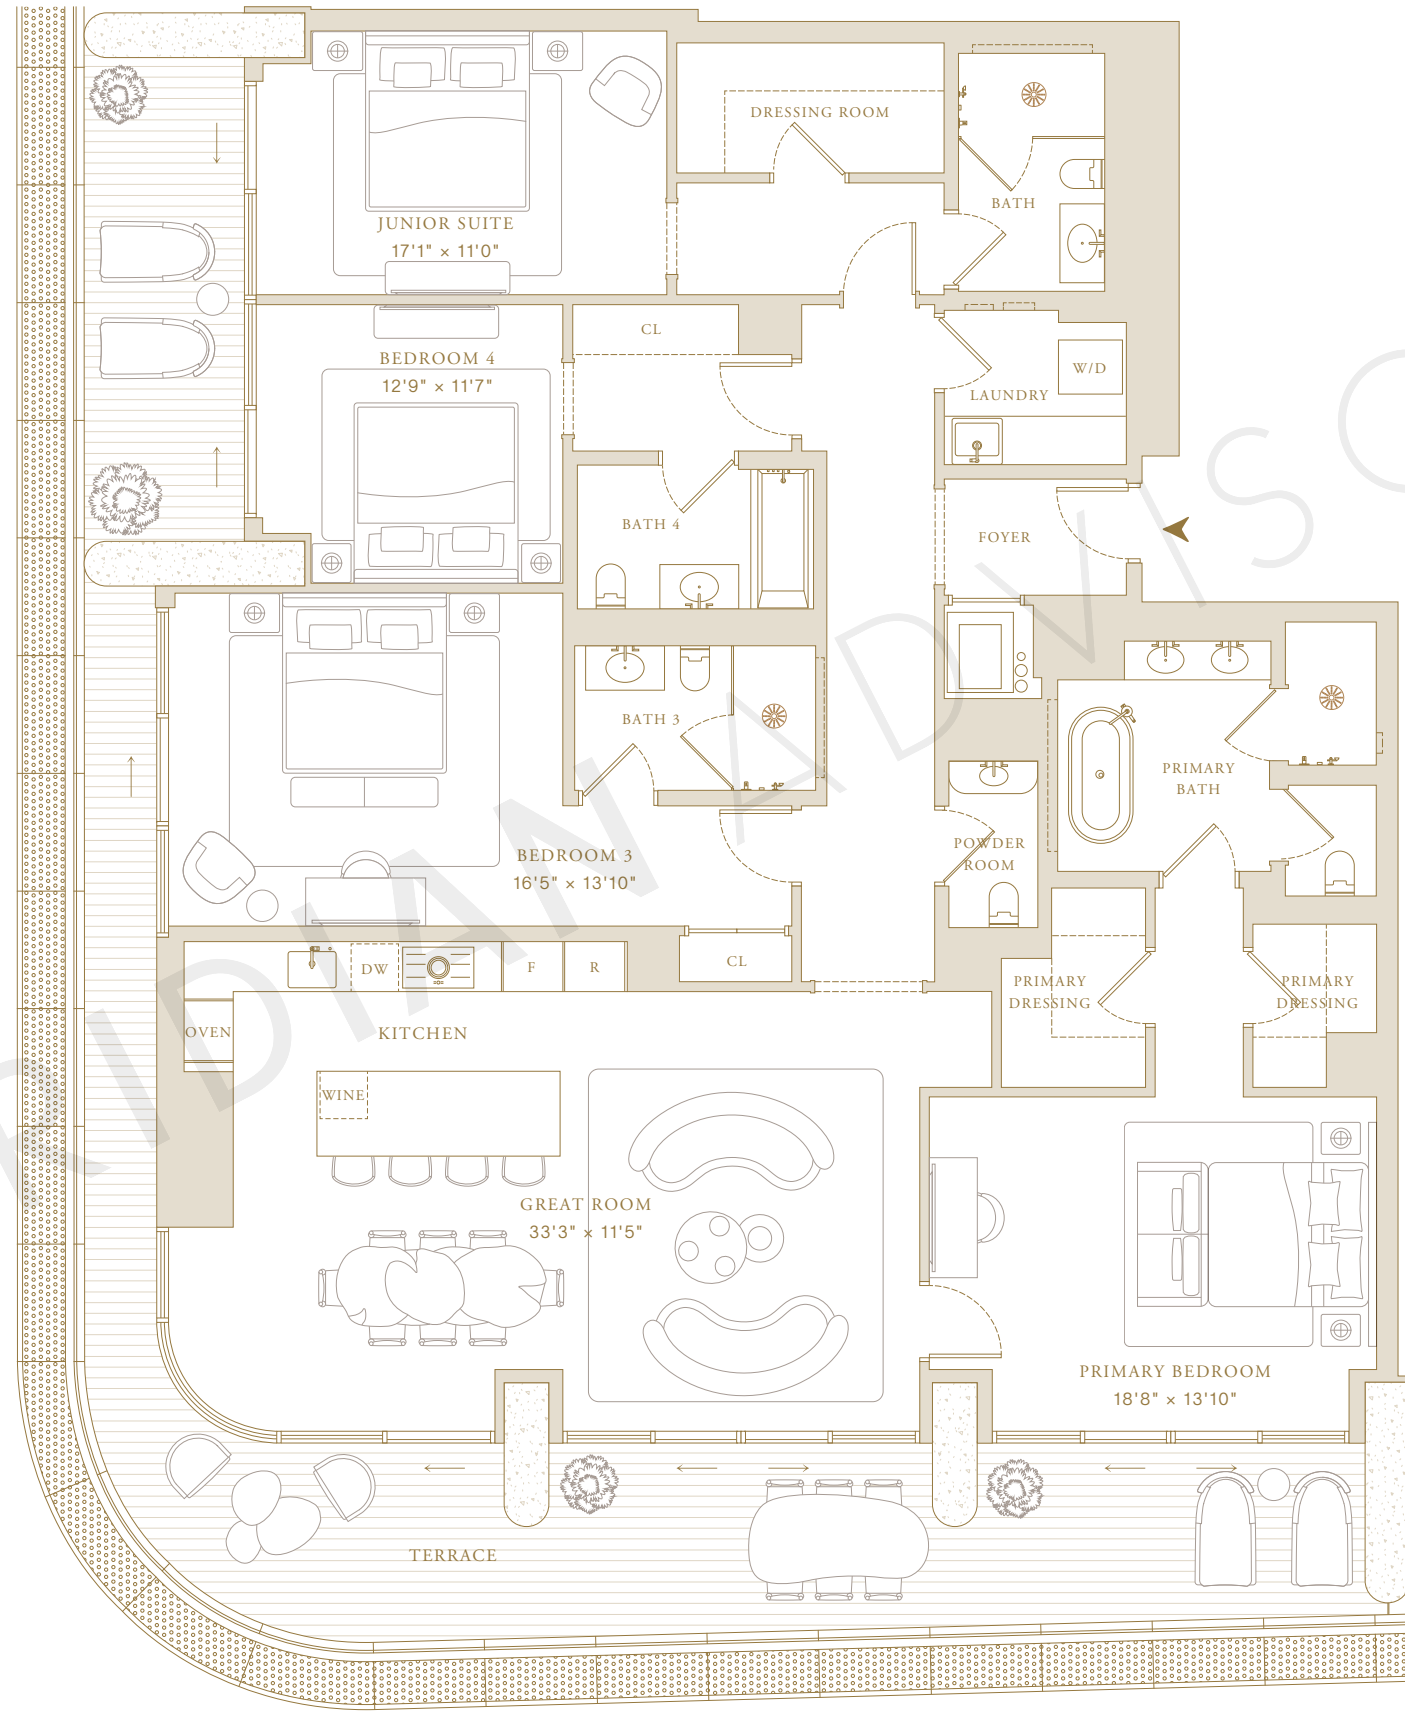 DRESSING ROOM
BATH
JUNIOR SUITE
17'1" × 11'0"
CL
BEDROOM 4
12'9" × 11'7"
W/D
LAUNDRY
BATH 4
FOYER
BATH 3
PRIMARY
BATH
POWDER
ROOM
BEDROOM 3
16'5" × 13'10"
DW
F
R
CL
PRIMARY
DRESSING
PRIMARY
DRESSING
OVEN
KITCHEN
WINE
GREAT ROOM
33'3" × 11'5"
PRIMARY BEDROOM
18'8" × 13'10"
TERRACE
RIDIAN ADVISO